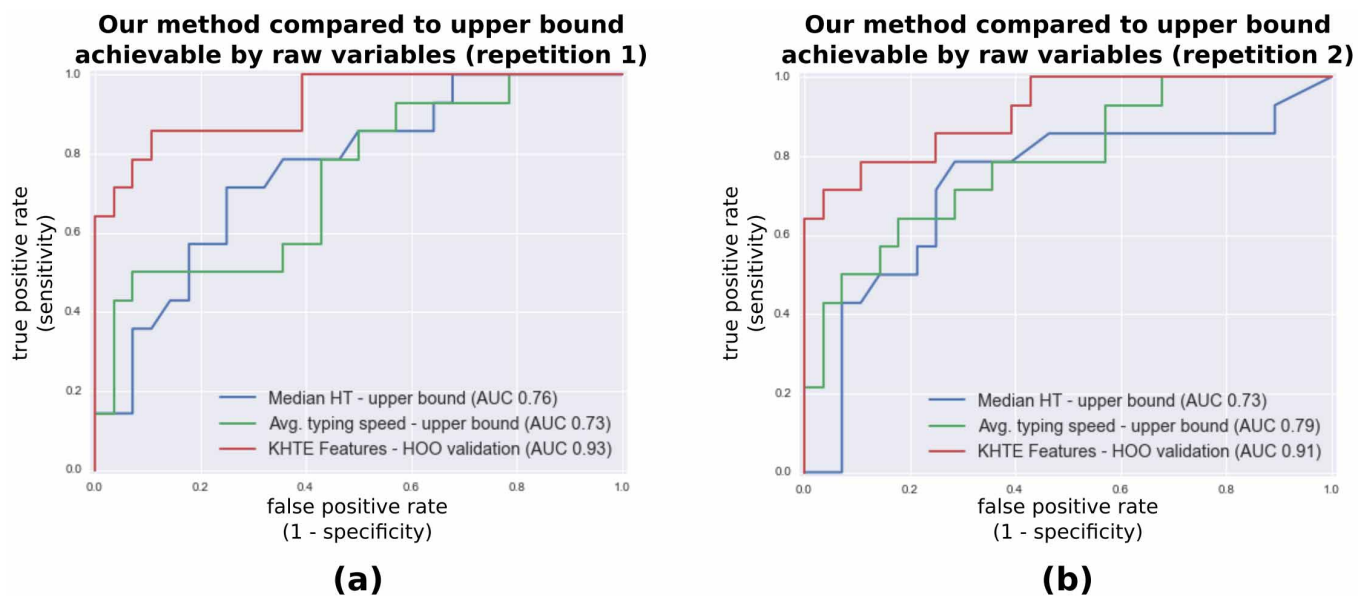 Our method compared to upper bound
achievable by raw variables (repetition 1)
1.0
0.8
0.6
0.4
0.2
0.0
true positive rate
(sensitivity)
Median HT - upper bound (AUC 0.76)
Avg. typing speed - upper bound (AUC 0.73)
KHTE Features - HOO validation (AUC 0.93)
0.0 0.2 0.4 0.6 0.8 1.0
false positive rate
(1 - specificity)
(a)
Our method compared to upper bound
achievable by raw variables (repetition 2)
1.0
0.8
0.6
0.4
0.2
0.0
true positive rate
(sensitivity)
Median HT - upper bound (AUC 0.73)
Avg. typing speed - upper bound (AUC 0.79)
KHTE Features - HOO validation (AUC 0.91)
0.0 0.2 0.4 0.6 0.8 1.0
false positive rate
(1 - specificity)
(b)